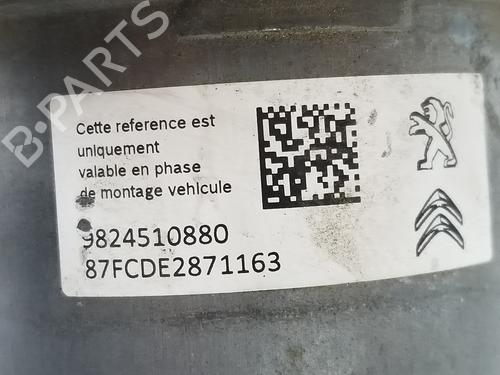 B-PARTS
Cette reference est
uniquement
valable en phase
de montage vehicule
9824510880
87FCDE2871163